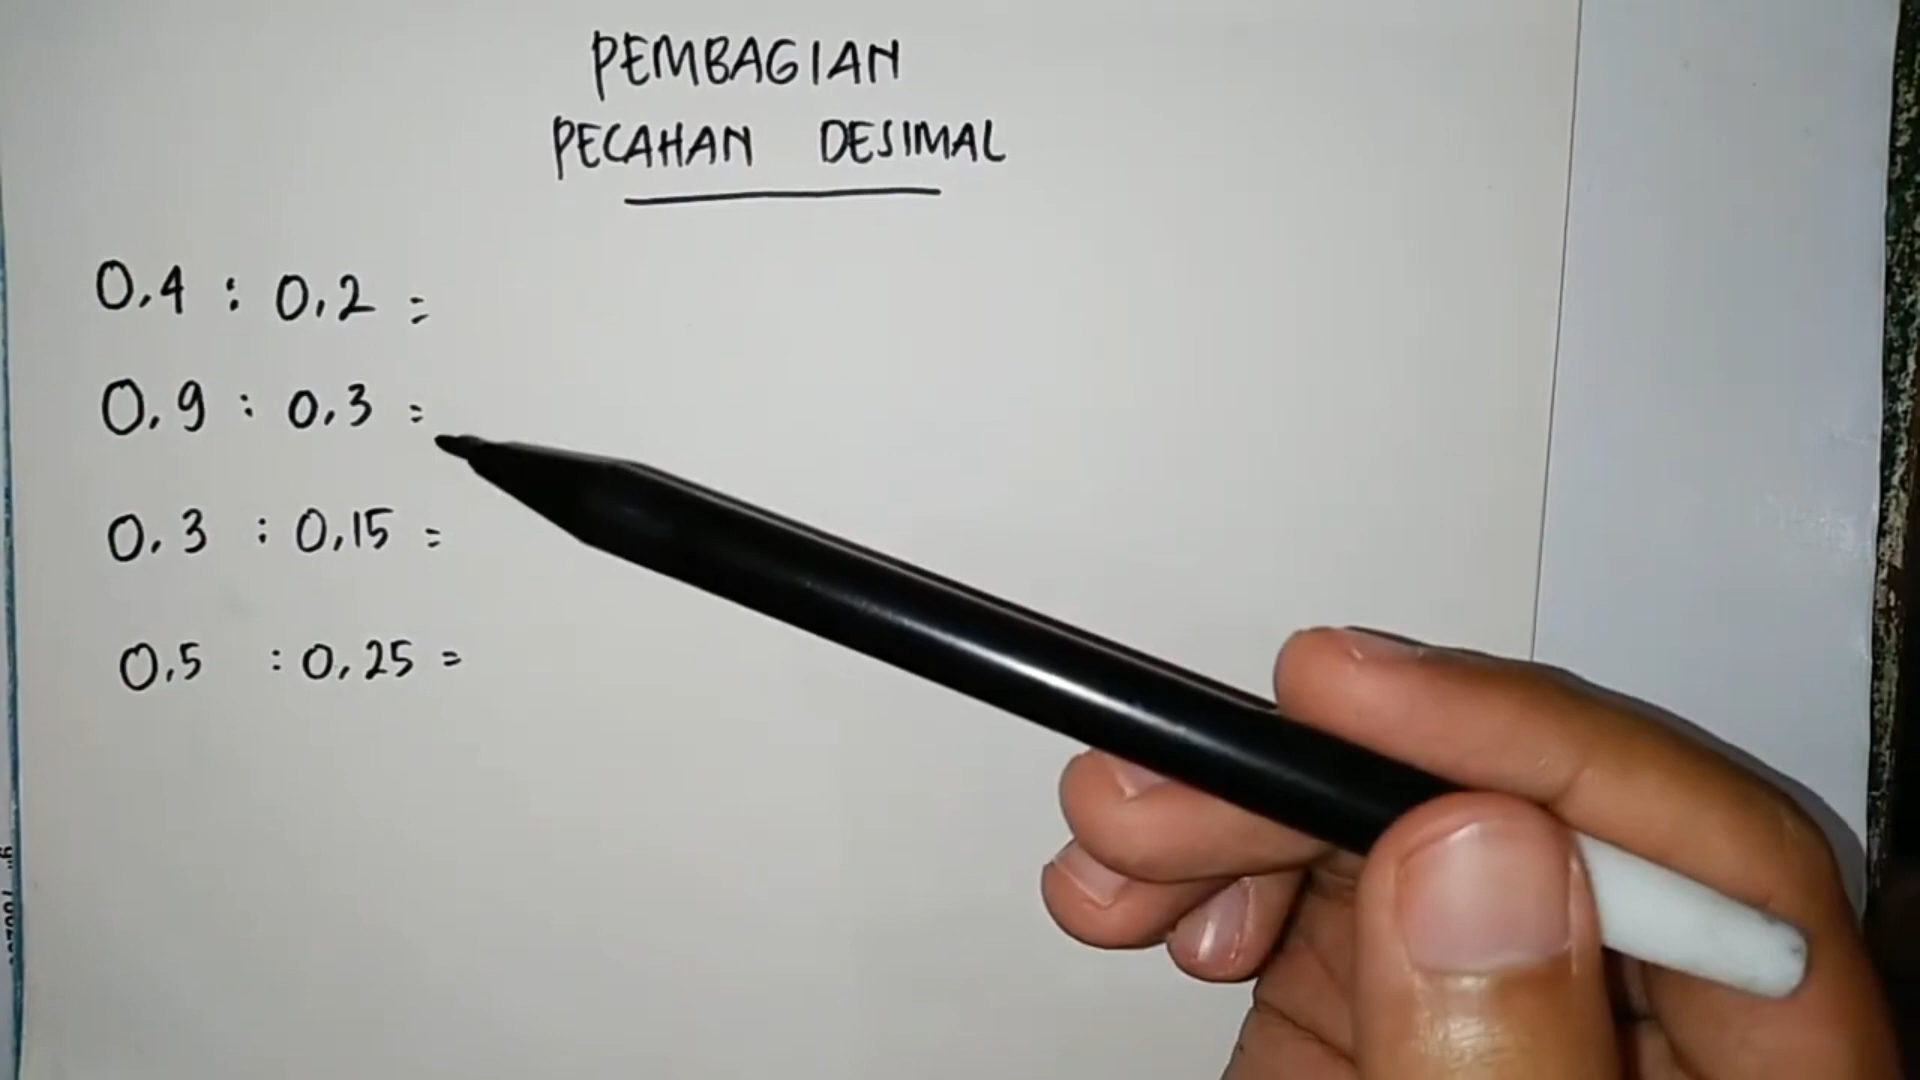 PEMBAGIAN
PECAHAN DESIMAL
0,4 : 0,2 =
0,9 : 0,3 =
0,3 : 0,15 =
0,5 : 0,25 =